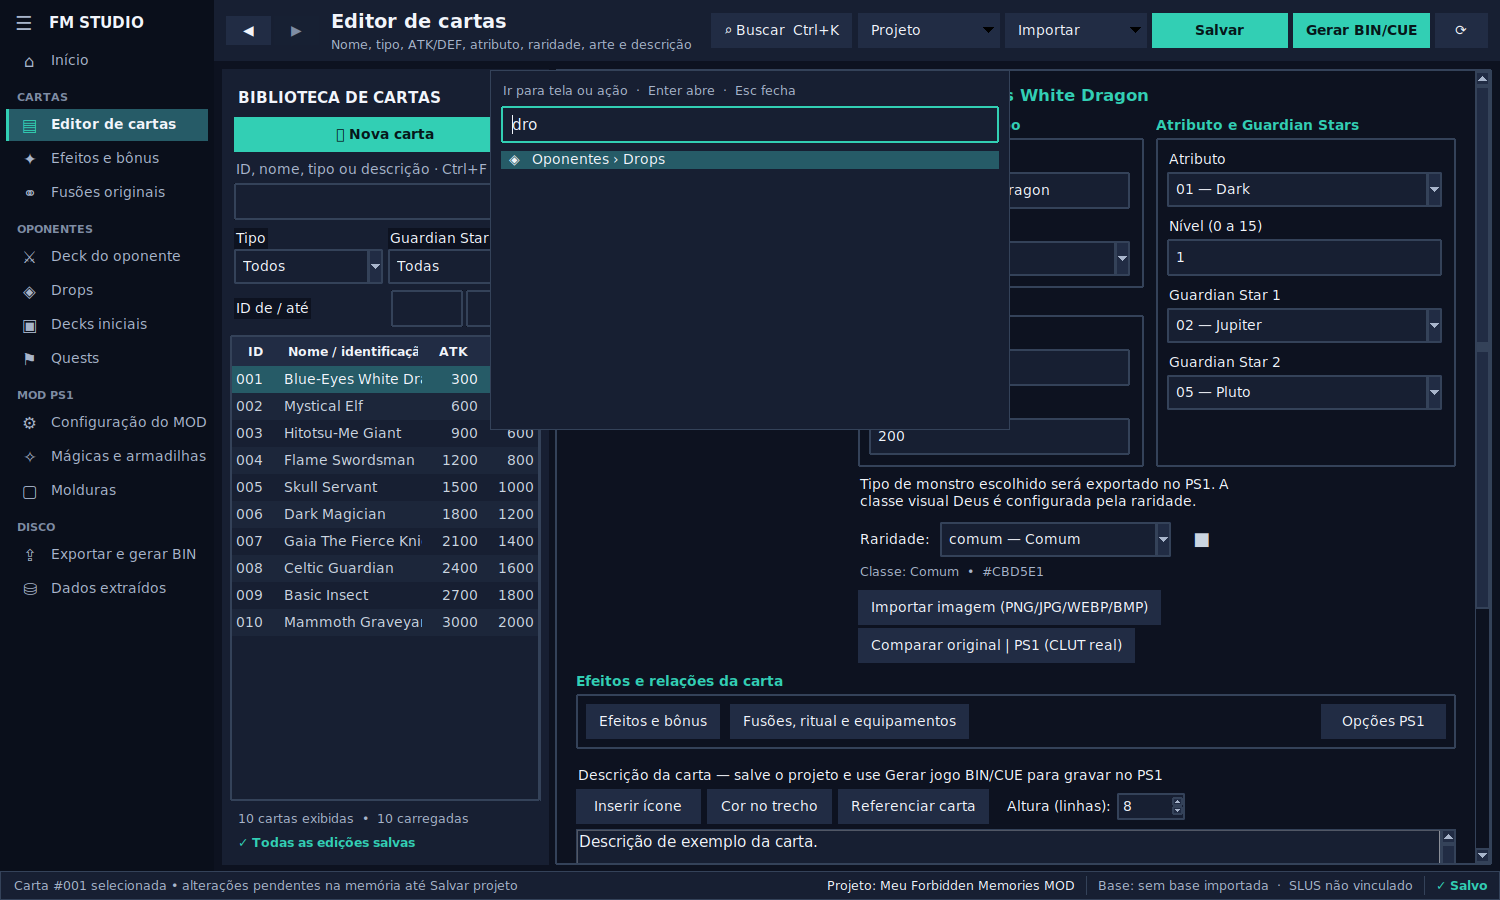 ☰ FM STUDIO
⌂ Início
CARTAS
Editor de cartas
Efeitos e bônus
Fusões originais
OPONENTES
Deck do oponente
Drops
Decks iniciais
Quests
MOD PS1
Configuração do MOD
Mágicas e armadilhas
Molduras
DISCO
Exportar e gerar BIN
Dados extraídos
◀ ▶
Editor de cartas
Nome, tipo, ATK/DEF, atributo, raridade, arte e descrição
⌕ Buscar Ctrl+K
Projeto
Importar
Salvar
Gerar BIN/CUE
⟳
BIBLIOTECA DE CARTAS
Nova carta
ID, nome, tipo ou descrição · Ctrl+F
Tipo
Guardian Star
Todos
Todas
ID de / até
ID Nome / identificaçã ATK
001 Blue-Eyes White Dra 300
002 Mystical Elf 600
003 Hitotsu-Me Giant 900 600
004 Flame Swordsman 1200 800
005 Skull Servant 1500 1000
006 Dark Magician 1800 1200
007 Gaia The Fierce Kni 2100 1400
008 Celtic Guardian 2400 1600
009 Basic Insect 2700 1800
010 Mammoth Graveyar 3000 2000
10 cartas exibidas • 10 carregadas
✓ Todas as edições salvas
Ir para tela ou ação · Enter abre · Esc fecha
dro
◈ Oponentes › Drops
s White Dragon
o
ragon
200
Atributo e Guardian Stars
Atributo
01 — Dark
Nível (0 a 15)
1
Guardian Star 1
02 — Jupiter
Guardian Star 2
05 — Pluto
Tipo de monstro escolhido será exportado no PS1. A
classe visual Deus é configurada pela raridade.
Raridade: comum — Comum
Classe: Comum • #CBD5E1
Importar imagem (PNG/JPG/WEBP/BMP)
Comparar original | PS1 (CLUT real)
Efeitos e relações da carta
Efeitos e bônus
Fusões, ritual e equipamentos
Opções PS1
Descrição da carta — salve o projeto e use Gerar jogo BIN/CUE para gravar no PS1
Inserir ícone
Cor no trecho
Referenciar carta
Altura (linhas): 8
Descrição de exemplo da carta.
Carta #001 selecionada • alterações pendentes na memória até Salvar projeto
Projeto: Meu Forbidden Memories MOD
Base: sem base importada · SLUS não vinculado
✓ Salvo